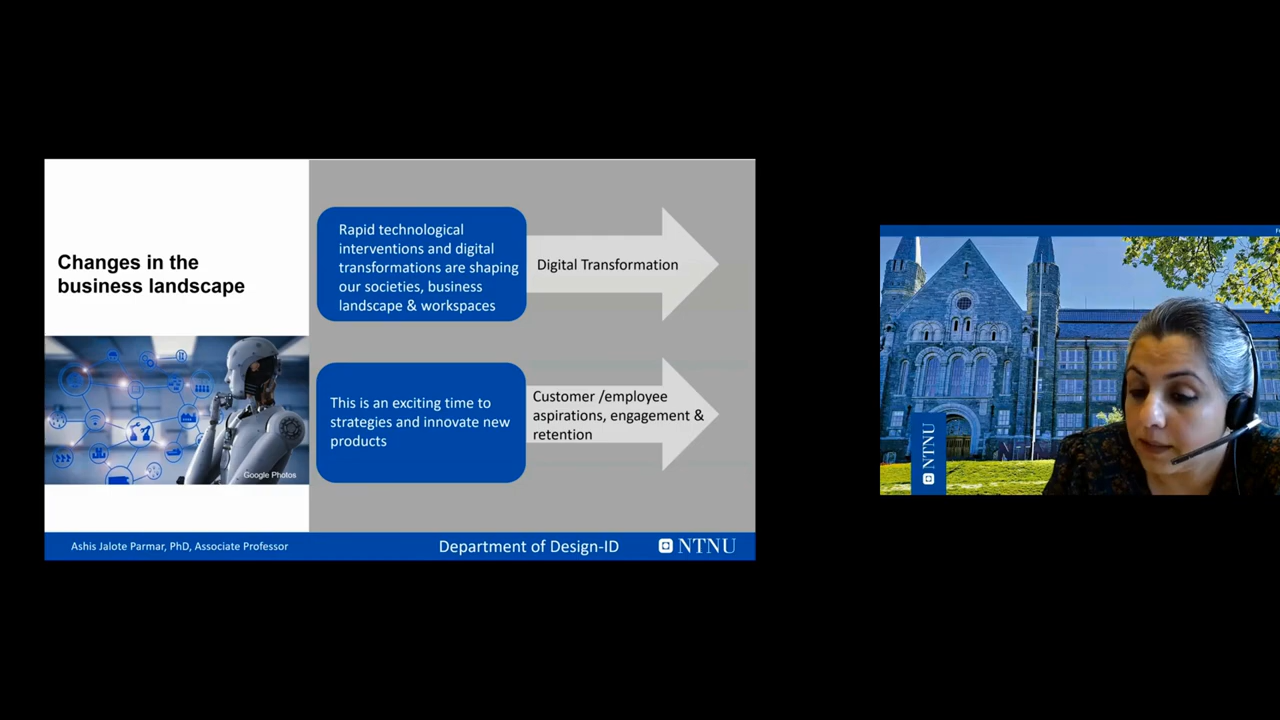 Changes in the
business landscape
Google Photos
Rapid technological
interventions and digital
transformations are shaping
our societies, business
landscape & workspaces
Digital Transformation
This is an exciting time to
strategies and innovate new
products
Customer /employee
aspirations, engagement &
retention
Ashis Jalote Parmar, PhD, Associate Professor
Department of Design-ID
NTNU
NTNU